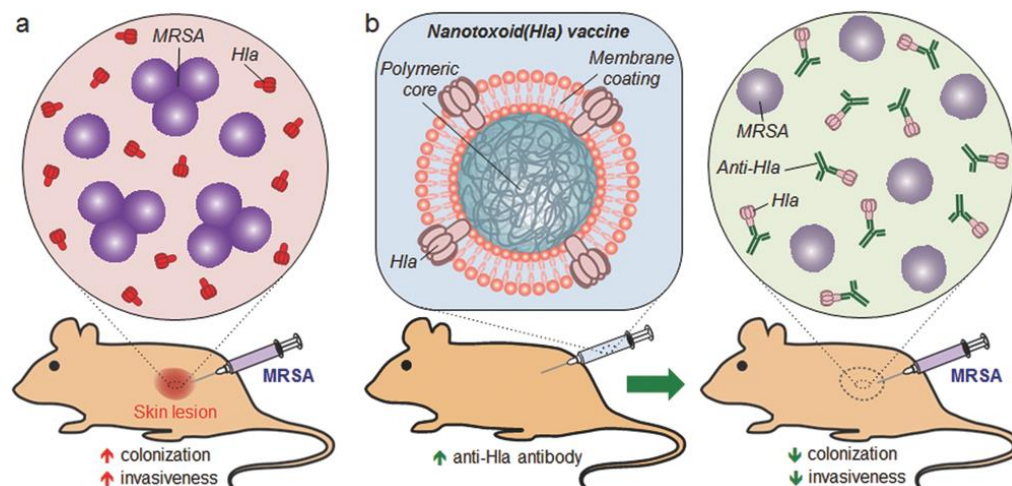 a
MRSA
Hla
MRSA
Skin lesion
↑ colonization
↑ invasiveness
b
Nanotoxoid(Hla) vaccine
Polymeric
core
Membrane
coating
Hla
↑ anti-Hla antibody
MRSA
Anti-Hla
Hla
MRSA
↓ colonization
↓ invasiveness